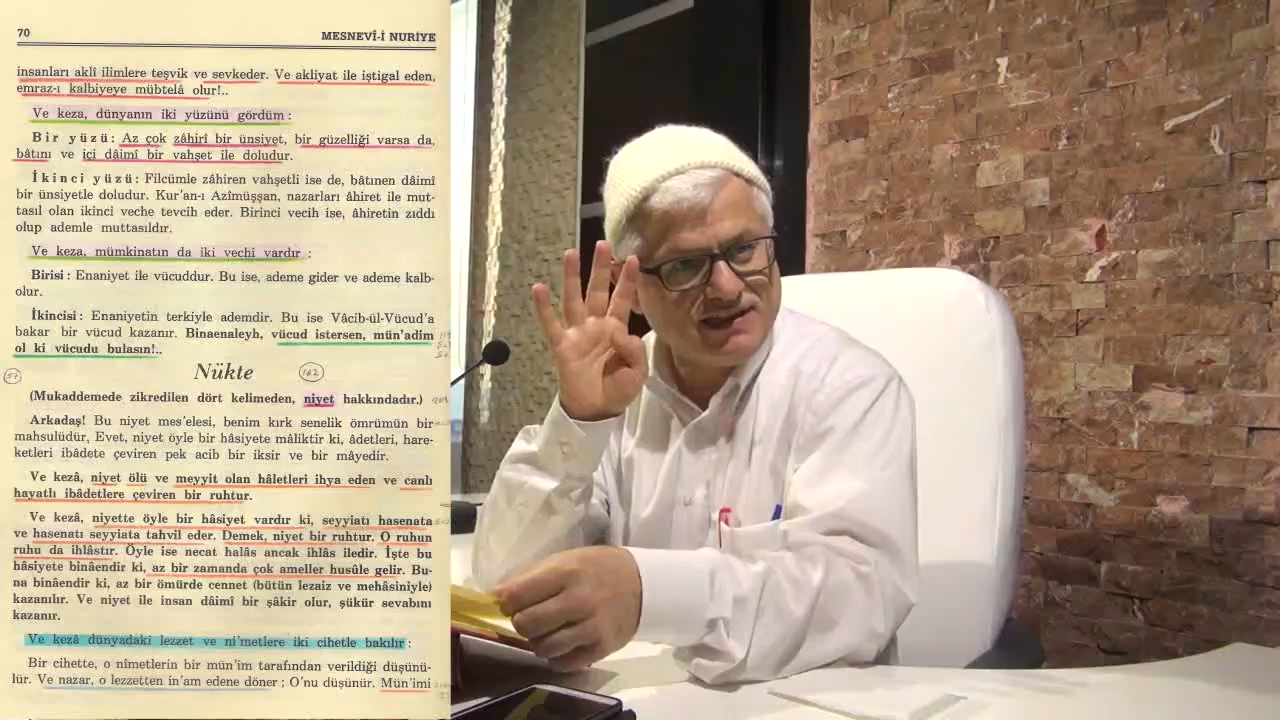 70 MESNEVÎ-İ NURİYE
insanları aklî ilimlere teşvik ve sevkeder. Ve akliyat ile iştigal eden,
emraz-ı kalbiyeye mübtelâ olur!..
Ve keza, dünyanın iki yüzünü gördüm :
Bir yüzü : Az çok zâhirî bir ünsiyet, bir güzelliği varsa da,
bâtını ve içi dâimî bir vahşet ile doludur.
İkinci yüzü : Filcümle zâhiren vahşetli ise de, bâtınen dâimî
bir ünsiyetle doludur. Kur'an-ı Azîmüşşan, nazarları âhiret ile mut-
tasıl olan ikinci veche tevcih eder. Birinci vecih ise, âhiretin zıddı
olup ademle muttasıldır.
Ve keza, mümkinatın da iki vechi vardır :
Birisi : Enaniyet ile vücuddur. Bu ise, ademe gider ve ademe kalb-
olur.
İkincisi : Enaniyetin terkiyle ademdir. Bu ise Vâcib-ül-Vücud'a
bakar bir vücud kazanır. Binaenaleyh, vücud istersen, mün'adim
ol ki vücudu bulasın!..
Nükte 162
(Mukaddemede zikredilen dört kelimeden, niyet hakkındadır.)
Arkadaş! Bu niyet mes'elesi, benim kırk senelik ömrümün bir
mahsulüdür, Evet, niyet öyle bir hâsiyete mâliktir ki, âdetleri, hare-
ketleri ibâdete çeviren pek acib bir iksir ve bir mâyedir.
Ve kezâ, niyet ölü ve meyyit olan hâletleri ihya eden ve canlı
hayatlı ibâdetlere çeviren bir ruhtur.
Ve kezâ, niyette öyle bir hâsiyet vardır ki, seyyiatı hasenata
ve hasenatı seyyiata tahvil eder. Demek, niyet bir ruhtur. O ruhun
ruhu da ihlâstır. Öyle ise necat halâs ancak ihlâs iledir. İşte bu
hâsiyete binâendir ki, az bir zamanda çok ameller husûle gelir. Bu-
na binâendir ki, az bir ömürde cennet (bütün lezaiz ve mehâsiniyle)
kazanılır. Ve niyet ile insan dâimî bir şâkir olur, şükür sevabını
kazanır.
Ve kezâ dünyadaki lezzet ve ni'metlere iki cihetle bakılır :
Bir cihette, o nîmetlerin bir mün'im tarafından verildiği düşünü-
lür. Ve nazar, o lezzetten in'am edene döner ; O'nu düşünür. Mün'imi